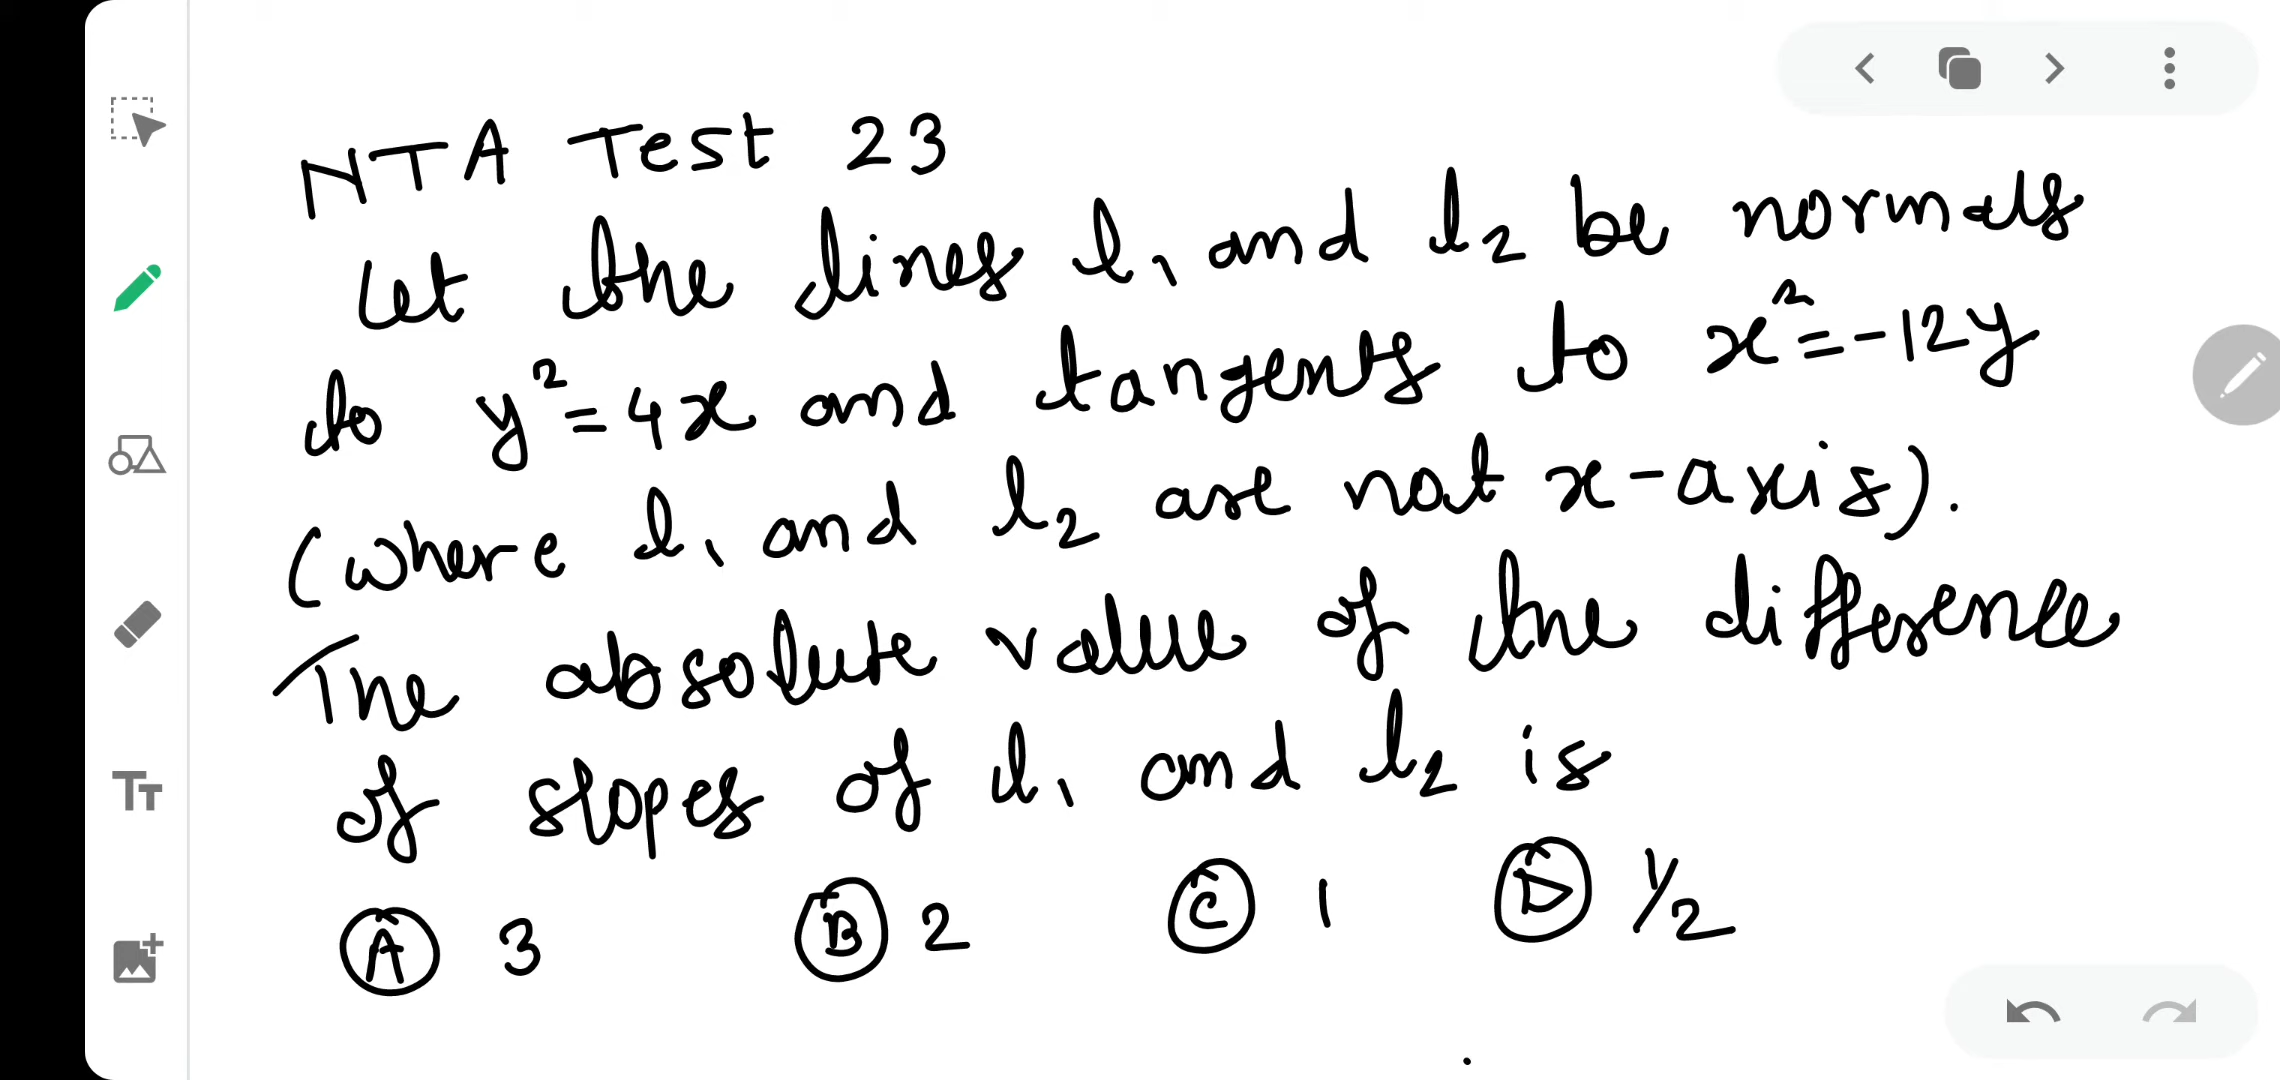 NTA Test 23
Let the lines l₁ and l₂ be normals
to y²=4x and tangents to x²=-12y
(where l₁ and l₂ are not x-axis).
The absolute value of the difference
of slopes of l₁ and l₂ is
(A) 3 (B) 2 (C) 1 (D) 1/2
TT